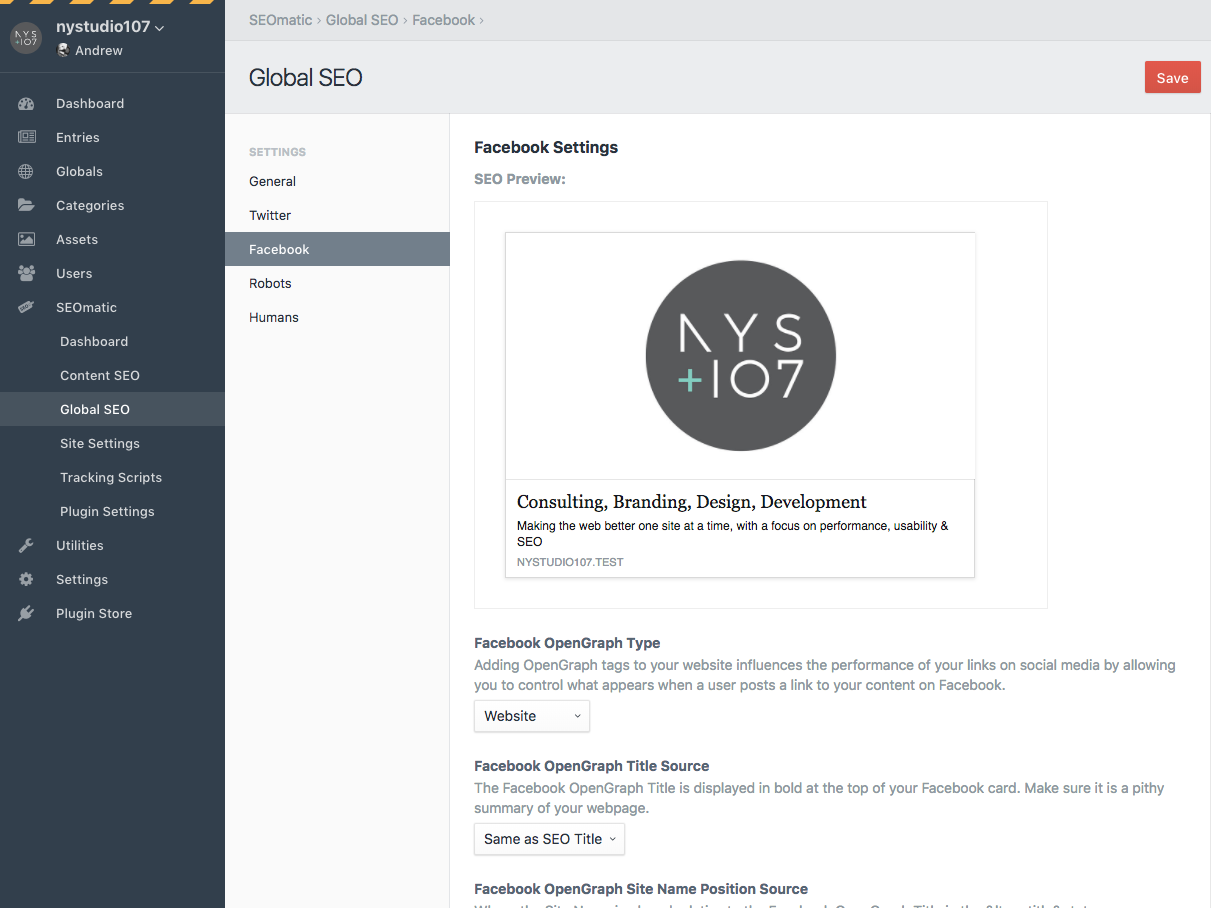 nystudio107
Andrew
Dashboard
Entries
Globals
Categories
Assets
Users
SEOmatic
Dashboard
Content SEO
Global SEO
Site Settings
Tracking Scripts
Plugin Settings
Utilities
Settings
Plugin Store
SEOmatic › Global SEO › Facebook ›
Global SEO
Save
SETTINGS
General
Twitter
Facebook
Robots
Humans
Facebook Settings
SEO Preview:
NYS
+107
Consulting, Branding, Design, Development
Making the web better one site at a time, with a focus on performance, usability &
SEO
NYSTUDIO107.TEST
Facebook OpenGraph Type
Adding OpenGraph tags to your website influences the performance of your links on social media by allowing
you to control what appears when a user posts a link to your content on Facebook.
Website
Facebook OpenGraph Title Source
The Facebook OpenGraph Title is displayed in bold at the top of your Facebook card. Make sure it is a pithy
summary of your webpage.
Same as SEO Title
Facebook OpenGraph Site Name Position Source